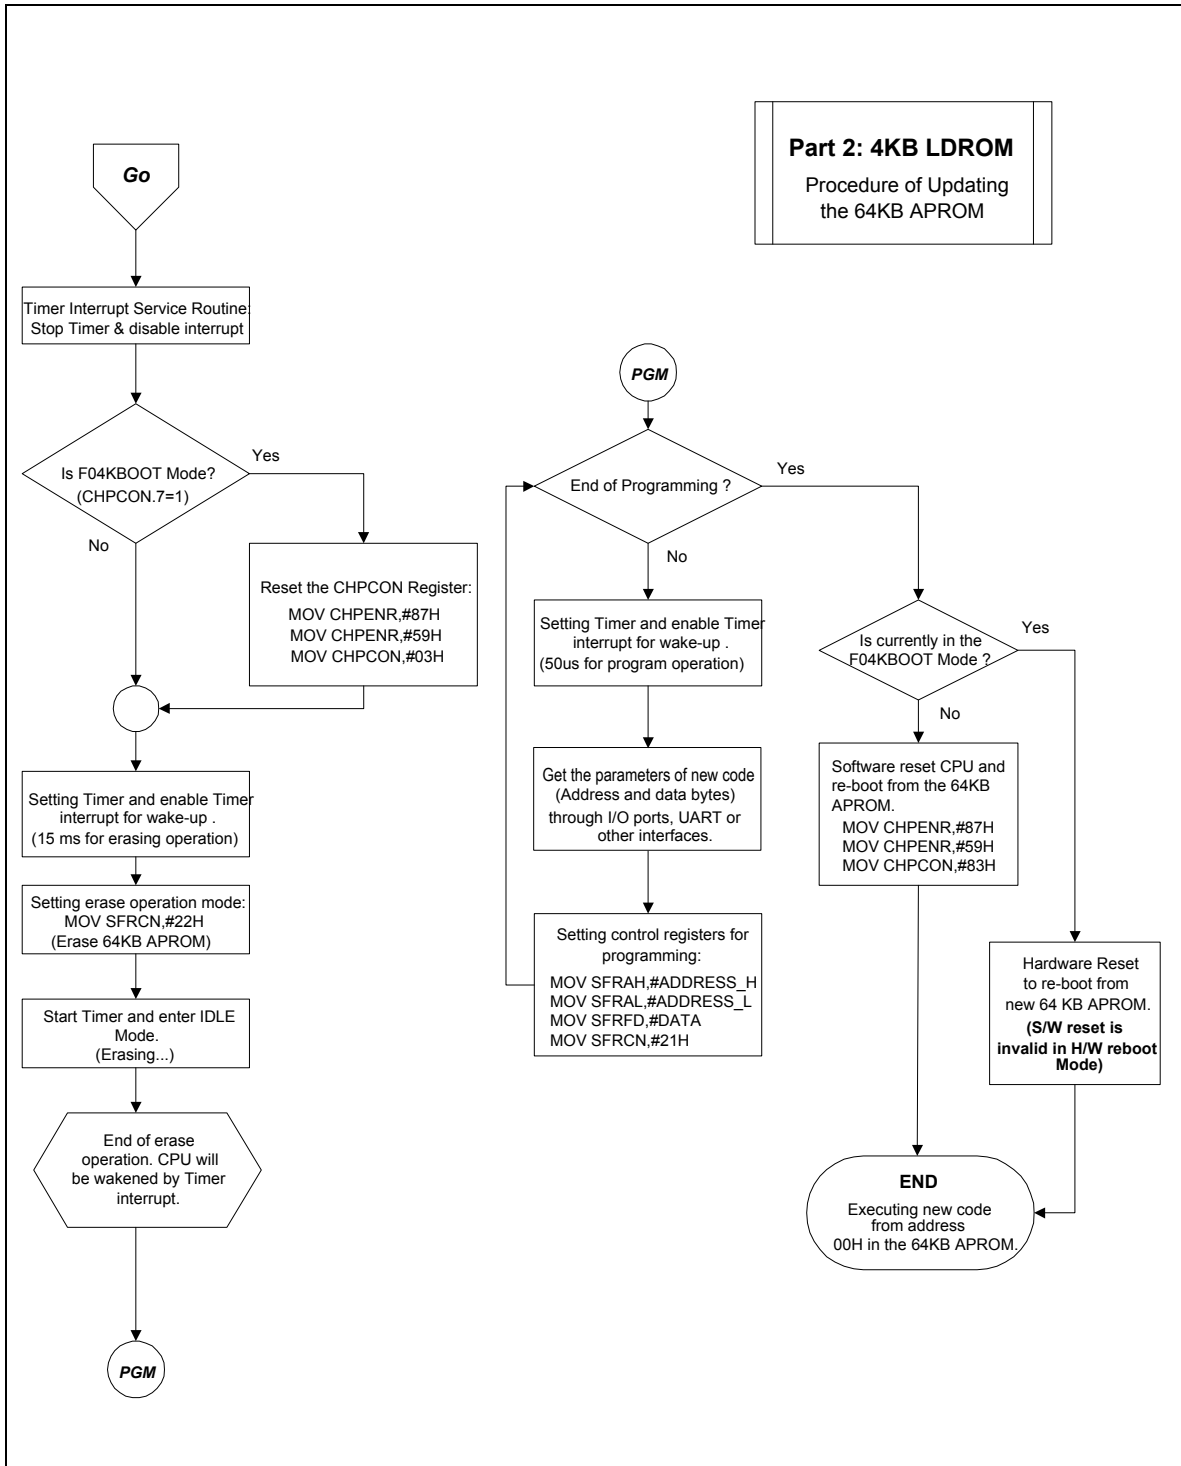 Part 2: 4KB LDROM
Procedure of Updating
the 64KB APROM
Go
Timer Interrupt Service Routine:
Stop Timer & disable interrupt
Is F04KBOOT Mode?
(CHPCON.7=1)
Yes
No
Reset the CHPCON Register:
MOV CHPENR,#87H
MOV CHPENR,#59H
MOV CHPCON,#03H
Setting Timer and enable Timer
interrupt for wake-up .
(15 ms for erasing operation)
Setting erase operation mode:
MOV SFRCN,#22H
(Erase 64KB APROM)
Start Timer and enter IDLE
Mode.
(Erasing...)
End of erase
operation. CPU will
be wakened by Timer
interrupt.
PGM
PGM
End of Programming ?
Yes
No
Setting Timer and enable Timer
interrupt for wake-up .
(50us for program operation)
Get the parameters of new code
(Address and data bytes)
through I/O ports, UART or
other interfaces.
Setting control registers for
programming:
MOV SFRAH,#ADDRESS_H
MOV SFRAL,#ADDRESS_L
MOV SFRFD,#DATA
MOV SFRCN,#21H
Is currently in the
F04KBOOT Mode ?
Yes
No
Software reset CPU and
re-boot from the 64KB
APROM.
MOV CHPENR,#87H
MOV CHPENR,#59H
MOV CHPCON,#83H
Hardware Reset
to re-boot from
new 64 KB APROM.
(S/W reset is
invalid in H/W reboot
Mode)
END
Executing new code
from address
00H in the 64KB APROM.